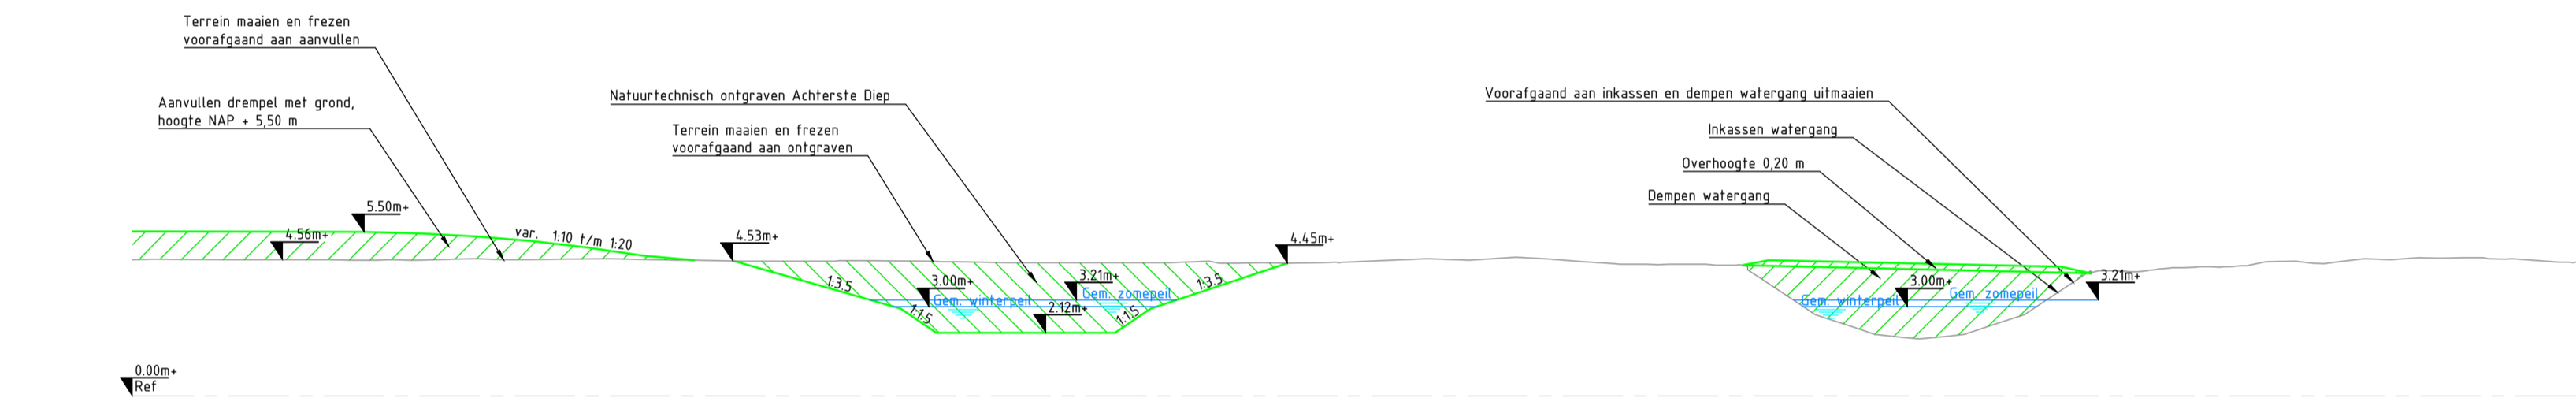 Terrein maaien en frezen
voorafgaand aan aanvullen
Aanvullen drempel met grond,
hoogte NAP + 5,50 m
5.50m+
4.56m+
var. 1:10 t/m 1:20
Natuurtechnisch ontgraven Achterste Diep
Terrein maaien en frezen
voorafgaand aan ontgraven
4.53m+
4.45m+
1:3.5
3.00m+
Gem. winterpeil
3.21m+
Gem. zomepeil
1:3.5
1:1.5
2.12m+
1:1.5
Voorafgaand aan inkassen en dempen watergang uitmaaien
Inkassen watergang
Overhoogte 0,20 m
Dempen watergang
3.21m+
3.00m+
Gem. winterpeil
Gem. zomepeil
0.00m+
Ref